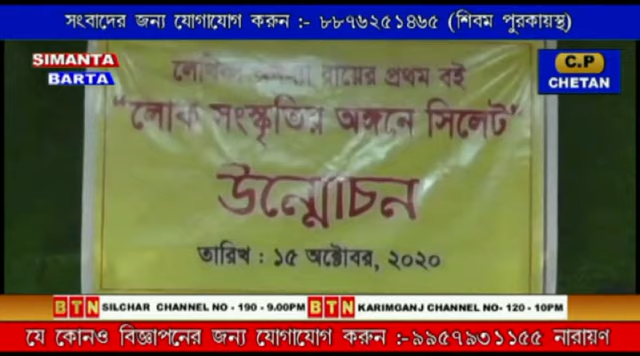 সংবাদের জন্য যোগাযোগ করুন :- ৮৮৭৬২৫১৪৬৫ (শিবম পুরকায়স্থ)
SIMANTA
BARTA
C.P
CHETAN
রায়ের প্রথম বই
"লোক সংস্কৃতির অঙ্গনে সিলেট"
উন্মোচন
তারিখ : ১৫ অক্টোবর, ২০২০
BTN SILCHAR CHANNEL NO - 190 - 9.00PM BTN KARIMGANJ CHANNEL NO- 120 - 10PM
যে কোনও বিজ্ঞাপনের জন্য যোগাযোগ করুন :-৯৯৫৭৯৩১১৫৫ নারায়ণ